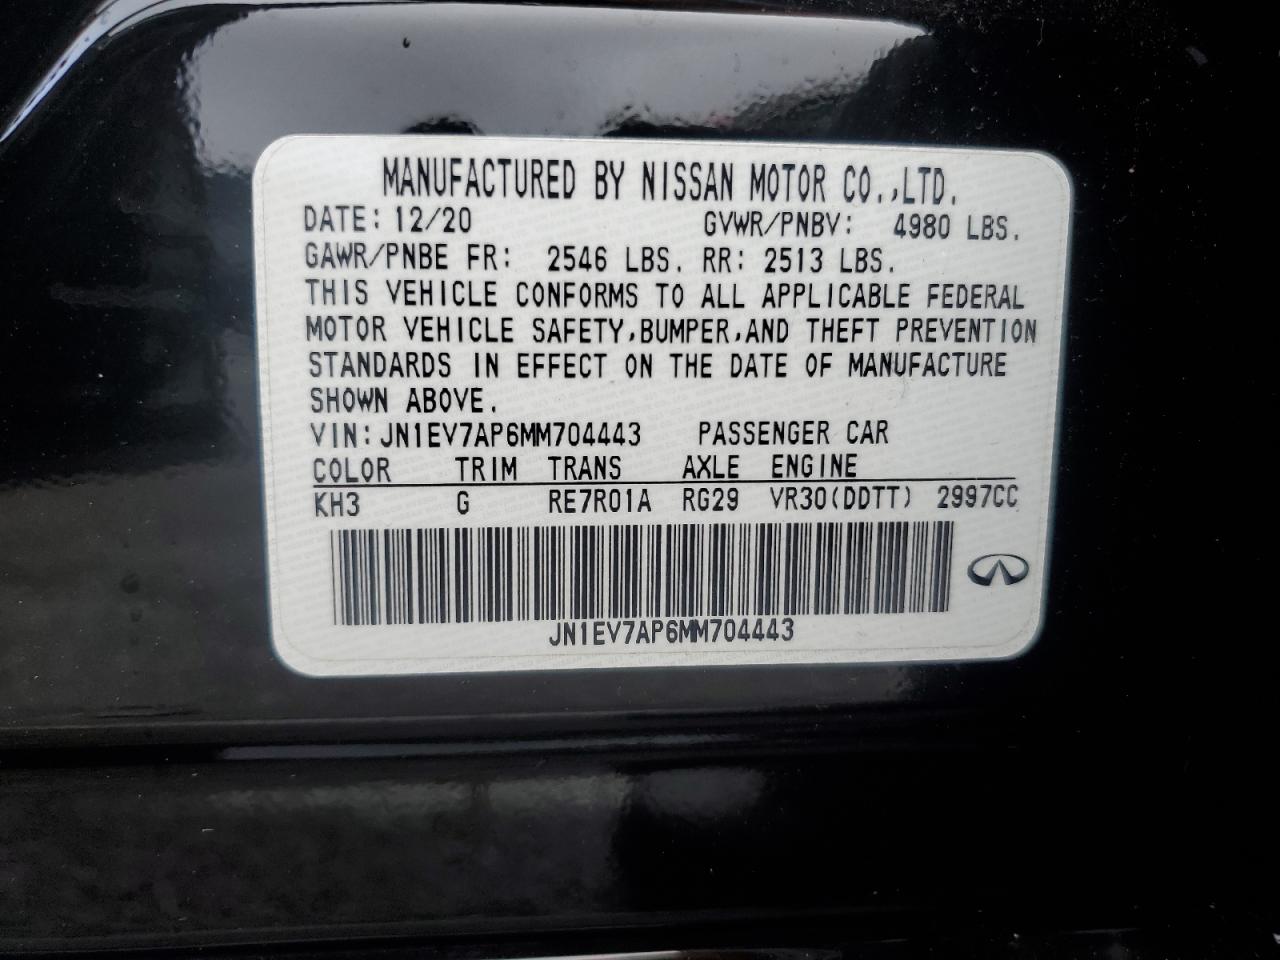 MANUFACTURED BY NISSAN MOTOR CO.,LTD.
DATE: 12/20 GVWR/PNBV: 4980 LBS.
GAWR/PNBE FR: 2546 LBS. RR: 2513 LBS.
THIS VEHICLE CONFORMS TO ALL APPLICABLE FEDERAL
MOTOR VEHICLE SAFETY,BUMPER,AND THEFT PREVENTION
STANDARDS IN EFFECT ON THE DATE OF MANUFACTURE
SHOWN ABOVE.
VIN:JN1EV7AP6MM704443 PASSENGER CAR
COLOR TRIM TRANS AXLE ENGINE
KH3 G RE7R01A RG29 VR30(DDTT) 2997CC
JN1EV7AP6MM704443